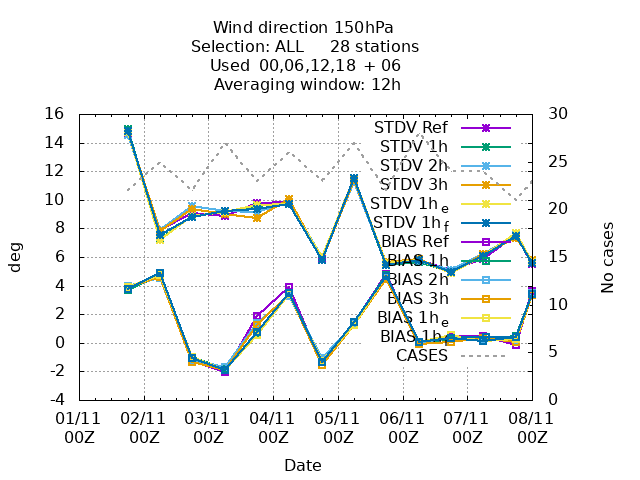 Wind direction 150hPa
Selection: ALL 28 stations
Used 00,06,12,18 + 06
Averaging window: 12h
16
14
12
10
8
6
4
2
0
-2
-4
deg
30
25
20
15
10
5
0
No cases
STDV Ref
STDV 1h
STDV 2h
STDV 3h
STDV 1he
STDV 1hf
BIAS Ref
BIAS 1h
BIAS 2h
BIAS 3h
BIAS 1he
BIAS 1hf
CASES
01/11 02/11 03/11 04/11 05/11 06/11 07/11 08/11
00Z 00Z 00Z 00Z 00Z 00Z 00Z 00Z
Date